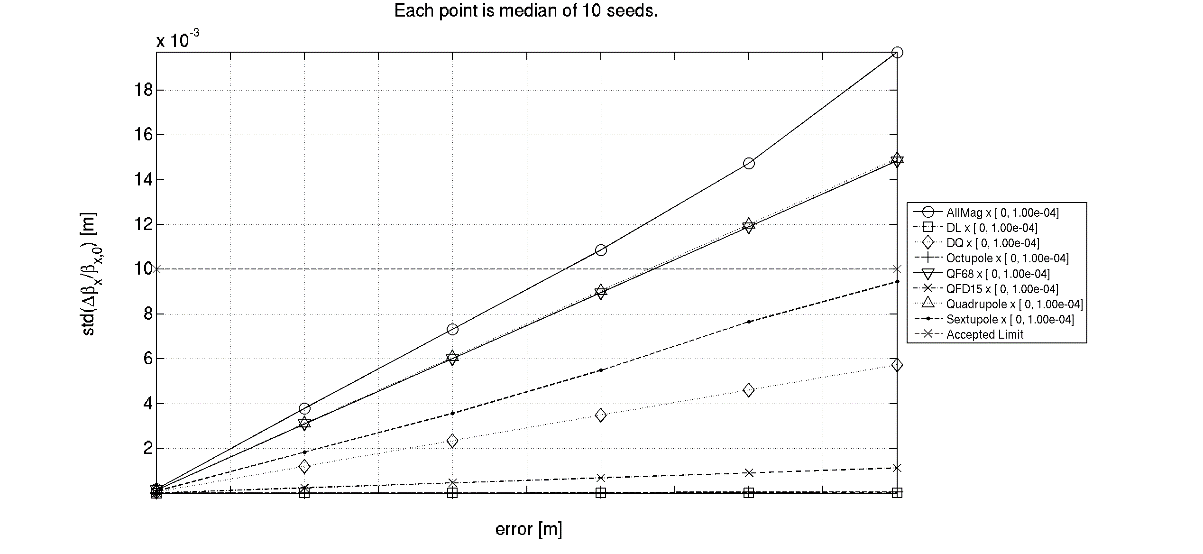 Each point is median of 10 seeds.
x 10-3
18
16
14
12
10
8
6
4
2
std(Δβx/βx,0) [m]
error [m]
AllMag x [ 0, 1.00e-04]
DL x [ 0, 1.00e-04]
DQ x [ 0, 1.00e-04]
Octupole x [ 0, 1.00e-04]
QF68 x [ 0, 1.00e-04]
QFD15 x [ 0, 1.00e-04]
Quadrupole x [ 0, 1.00e-04]
Sextupole x [ 0, 1.00e-04]
Accepted Limit